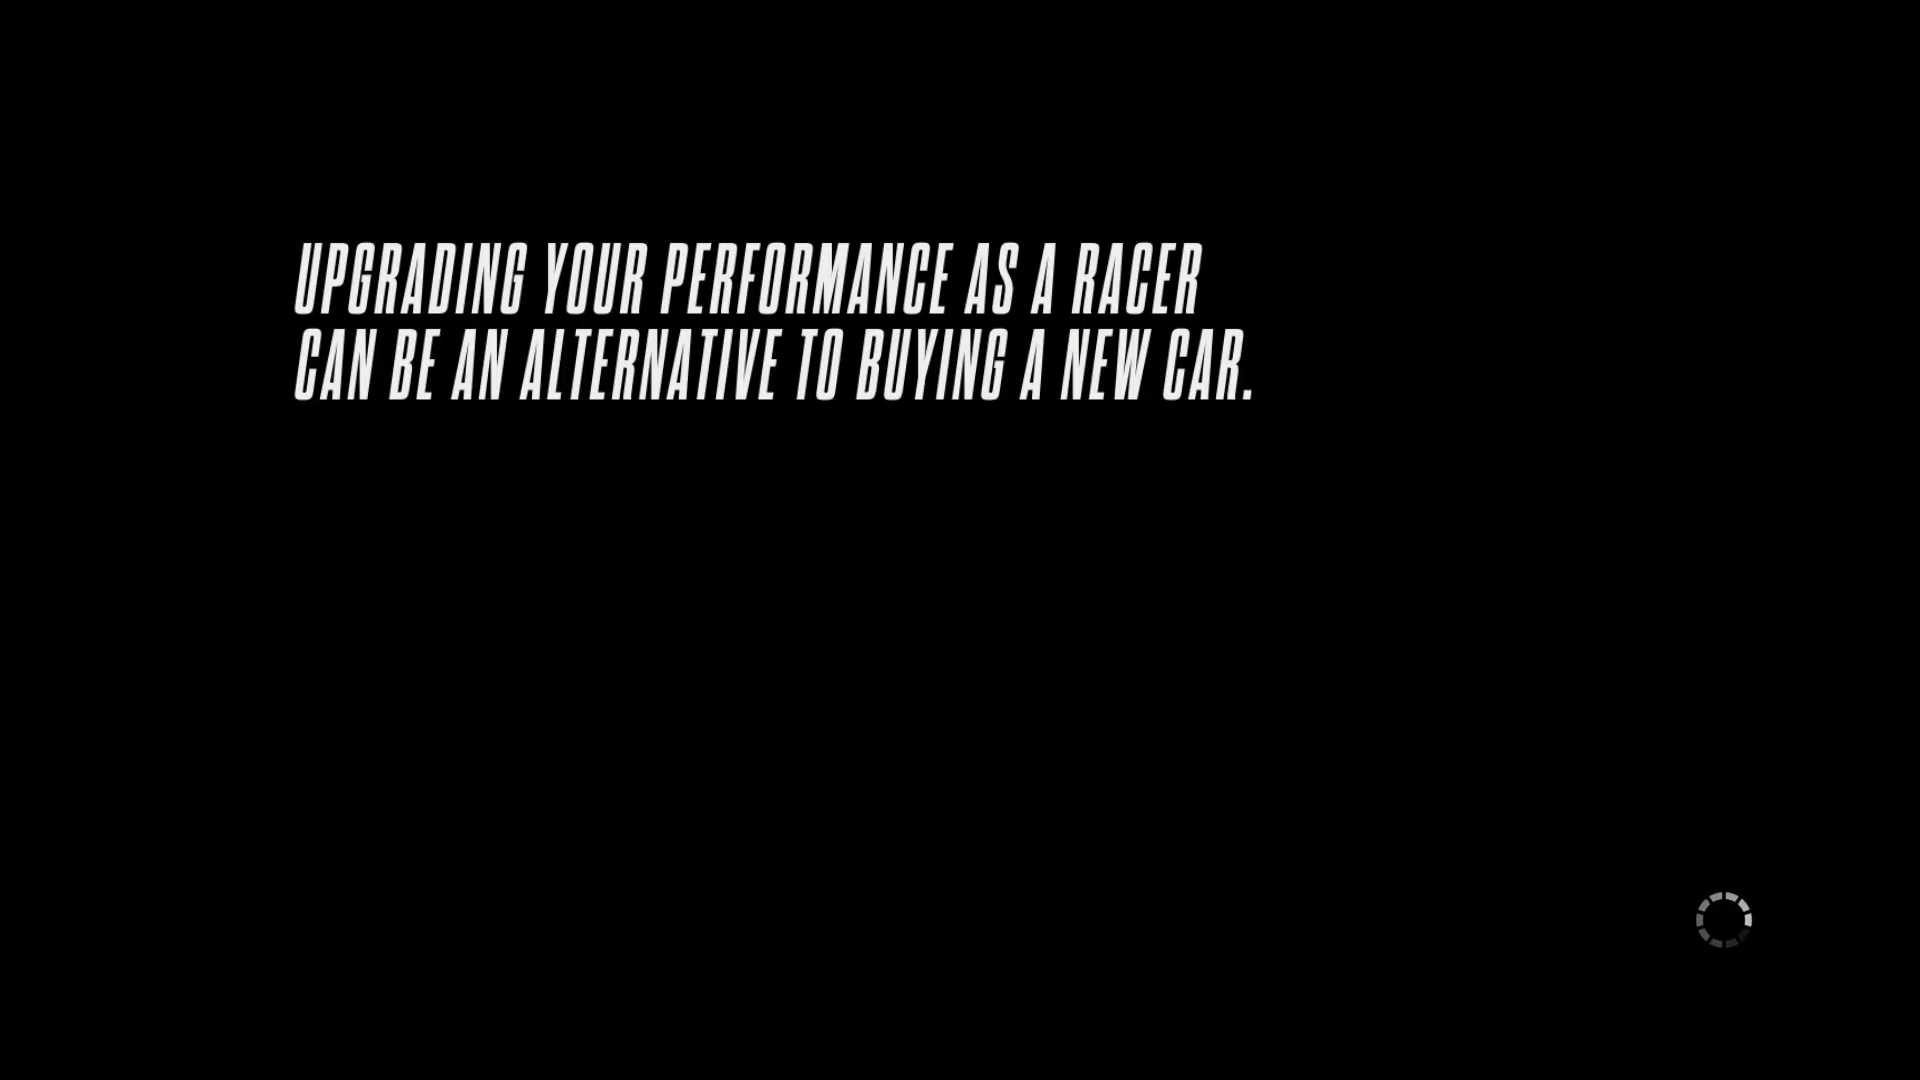 UPGRADING YOUR PERFORMANCE AS A RACER
CAN BE AN ALTERNATIVE TO BUYING A NEW CAR.